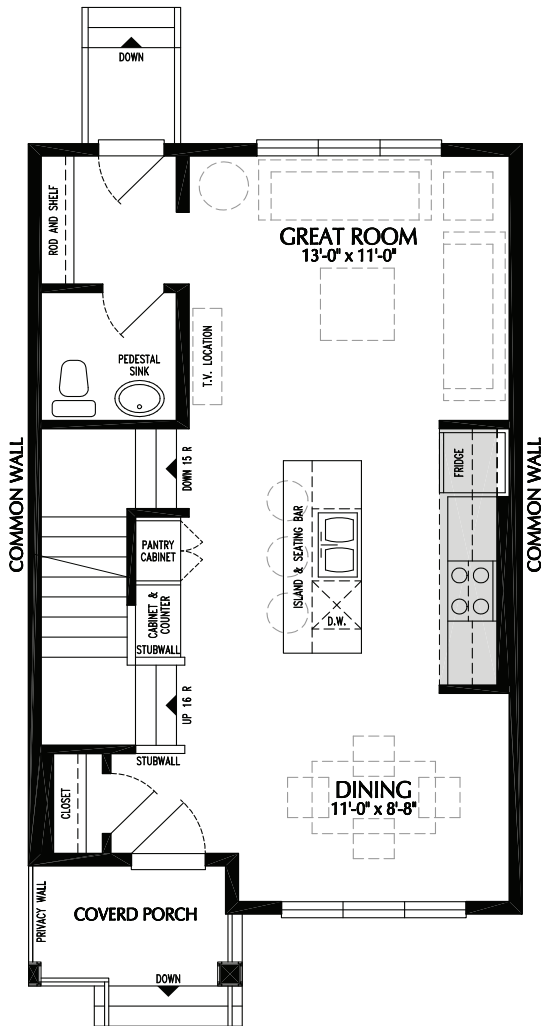 DOWN
ROD AND SHELF
GREAT ROOM
13'-0" x 11'-0"
PEDESTAL
SINK
T.V. LOCATION
COMMON WALL
COMMON WALL
DOWN 15 R
FRIDGE
PANTRY
CABINET
ISLAND & SEATING BAR
CABINET &
COUNTER
D.W.
STUBWALL
UP 16 R
STUBWALL
CLOSET
DINING
11'-0" x 8'-8"
PRIVACY WALL
COVERD PORCH
DOWN